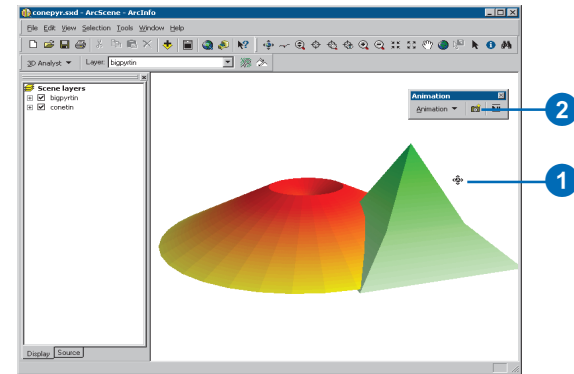 conepyr.sxd - ArcScene - ArcInfo
File Edit View Selection Tools Window Help
3D Analyst Layer: bigpyrtin
Scene layers
bigpyrtin
conetin
Animation
Animation
2
1
Display Source